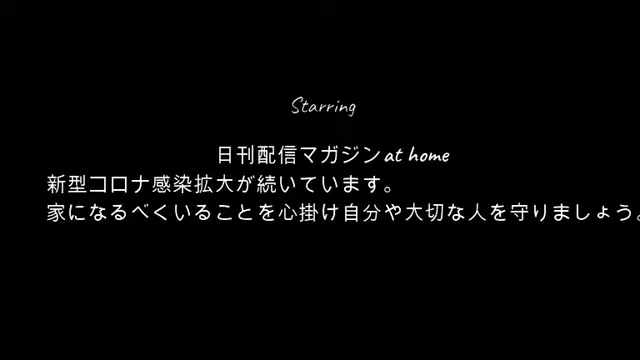 Starring
日刊配信マガジンat home
新型コロナ感染拡大が続いています。
家になるべくいることを心掛け自分や大切な人を守りましょう。